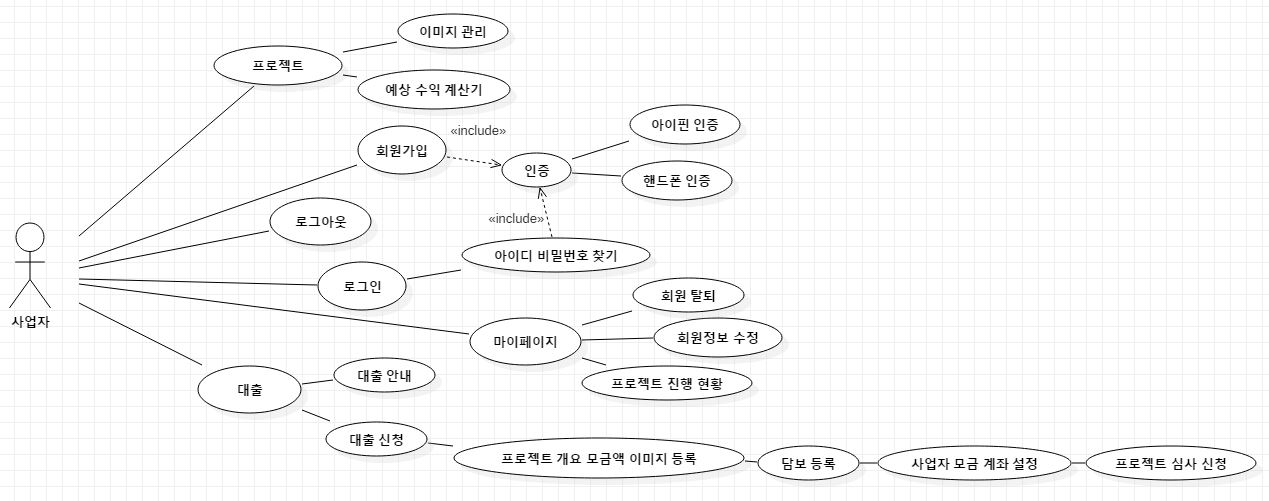 이미지 관리
프로젝트
예상 수익 계산기
«include»
아이핀 인증
회원가입
인증
핸드폰 인증
«include»
로그아웃
아이디 비밀번호 찾기
로그인
회원 탈퇴
사업자
마이페이지
회원정보 수정
대출 안내
프로젝트 진행 현황
대출
대출 신청
프로젝트 개요 모금액 이미지 등록
담보 등록
사업자 모금 계좌 설정
프로젝트 심사 신청